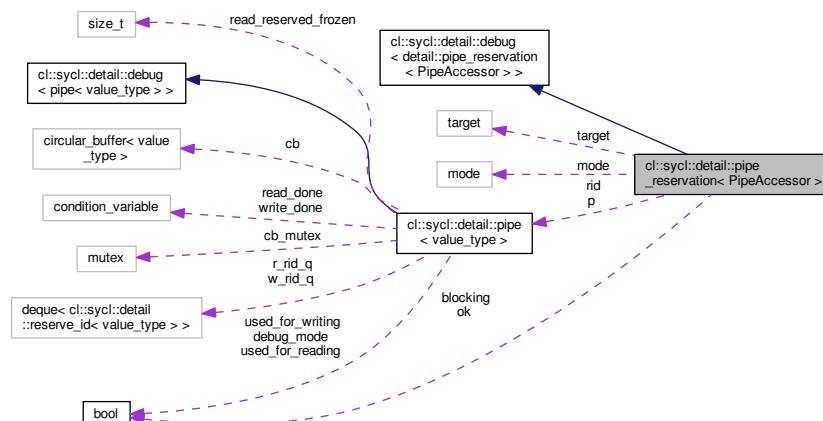 size_t
read_reserved_frozen
cl::sycl::detail::debug
< detail::pipe_reservation
< PipeAccessor > >
cl::sycl::detail::debug
< pipe< value_type > >
target
target
circular_buffer< value
_type >
cb
mode
mode
cl::sycl::detail::pipe
_reservation< PipeAccessor >
rid
p
read_done
write_done
condition_variable
cl::sycl::detail::pipe
< value_type >
cb_mutex
mutex
r_rid_q
w_rid_q
deque< cl::sycl::detail
::reserve_id< value_type > >
blocking
ok
used_for_writing
debug_mode
used_for_reading
bool